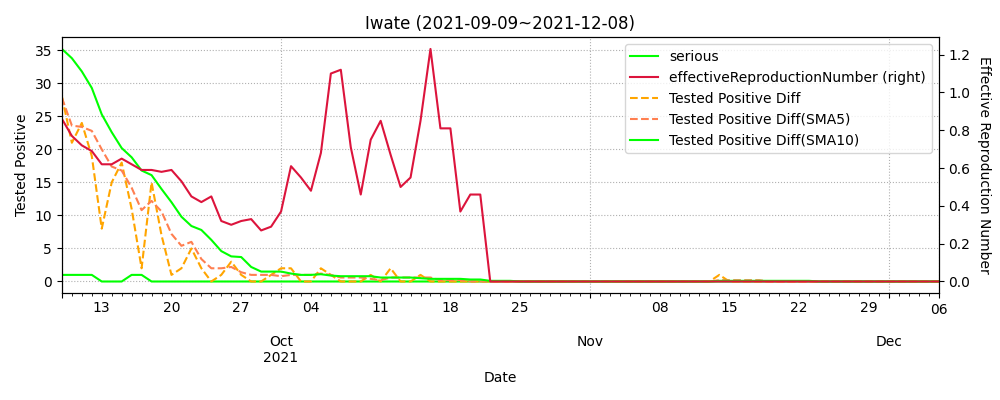 Iwate (2021-09-09~2021-12-08)
35
30
25
20
15
10
5
0
Tested Positive
1.2
1.0
0.8
0.6
0.4
0.2
0.0
Effective Reproduction Number
serious
effectiveReproductionNumber (right)
Tested Positive Diff
Tested Positive Diff(SMA5)
Tested Positive Diff(SMA10)
13 20 27 04 11 18 25 08 15 22 29 06
Oct Nov Dec
2021
Date